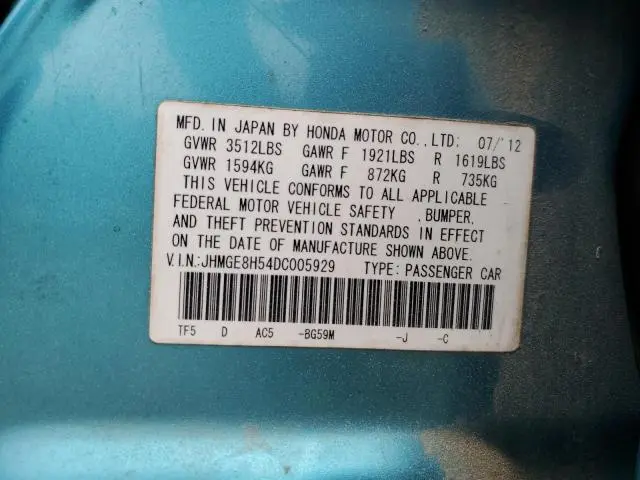 MFD. IN JAPAN BY HONDA MOTOR CO., LTD: 07/'12
GVWR 3512LBS GAWR F 1921LBS R 1619LBS
GVWR 1594KG GAWR F 872KG R 735KG
THIS VEHICLE CONFORMS TO ALL APPLICABLE
FEDERAL MOTOR VEHICLE SAFETY , BUMPER,
AND THEFT PREVENTION STANDARDS IN EFFECT
ON THE DATE OF MANUFACTURE SHOWN ABOVE.
V.I.N.:JHMGE8H54DC005929 TYPE: PASSENGER CAR
TF5 D AC5 -BG59M -J -C